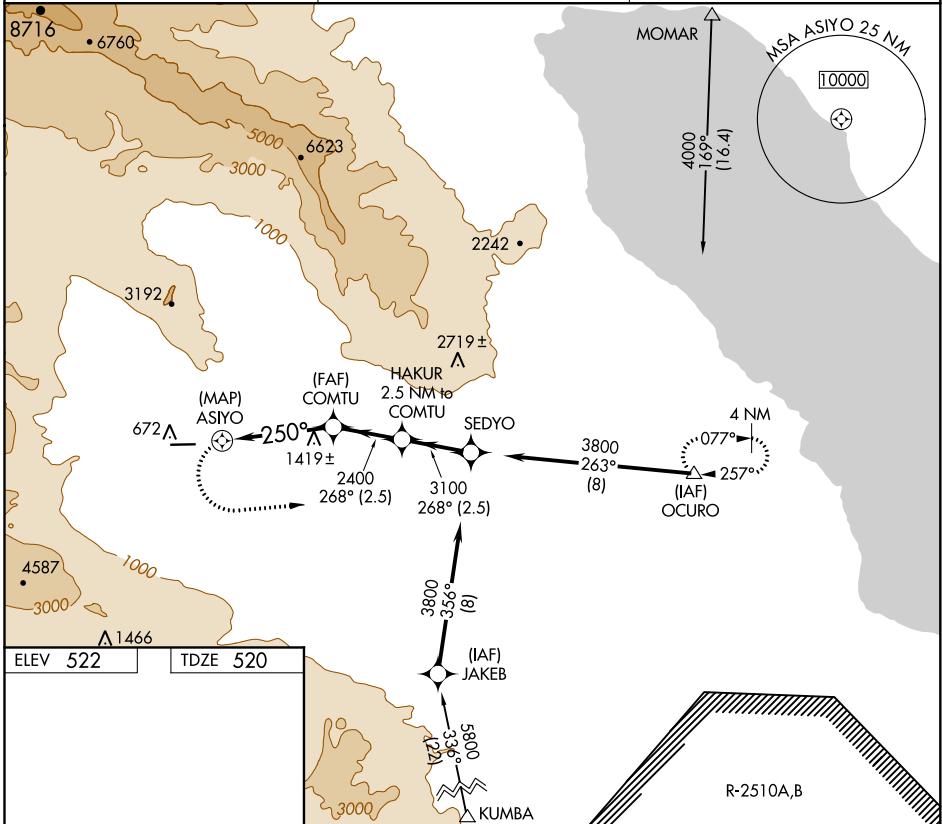 8716
6760
MOMAR
MSA ASIYO 25 NM
10000
5000
6623
3000
4000
169°
(16.4)
1000
2242
3192
2719 ±
(FAF)
COMTU
HAKUR
2.5 NM to
COMTU
(MAP)
ASIYO
SEDYO
4 NM
672
250°
077°
1419 ±
3800
263°
(8)
257°
2400
268° (2.5)
3100
268° (2.5)
(IAF)
OCURO
4587
1000
3000
3800
356°
(8)
1466
(IAF)
JAKEB
ELEV 522
TDZE 520
5800
336°
(22)
R-2510A,B
3000
KUMBA